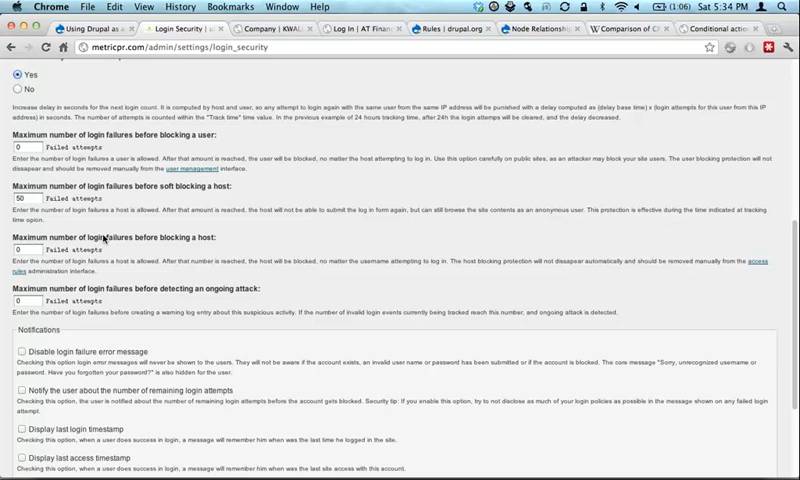 Chrome File Edit View History Bookmarks Window Help (1:06) Sat 5:34 PM
Using Drupal as a Login Security | Company | KWAL Log In | AT Finan Rules | drupal.org Node Relationship Wikipedia Comparison of C Conditional action
metricpr.com/admin/settings/login_security
Yes
No
Increase delay in seconds for the next login count. It is computed by host and user, so any attempt to login again with the same user from the same IP address will be punished with a delay computed as (delay base time) x (login attempts for this user from this IP
address) in seconds. The number of attempts is counted within the "Track time" time value. In the previous example of 24 hours tracking time, after 24h the login attemps will be cleared, and the delay decreased.
Maximum number of login failures before blocking a user:
0 Failed attempts
Enter the number of login failures a user is allowed. After that amount is reached, the user will be blocked, no matter the host attempting to log in. Use this option carefully on public sites, as an attacker may block your site users. The user blocking protection will not
dissapear and should be removed manually from the user management interface.
Maximum number of login failures before soft blocking a host:
50 Failed attempts
Enter the number of login failures a host is allowed. After that amount is reached, the host will not be able to submit the log in form again, but can still browse the site contents as an anonymous user. This protection is effective during the time indicated at tracking
time opion.
Maximum number of login failures before blocking a host:
0 Failed attempts
Enter the number of login failures a host is allowed. After that number is reached, the host will be blocked, no matter the username attempting to log in. The host blocking protection will not dissapear automatically and should be removed manually from the access
rules administration interface.
Maximum number of login failures before detecting an ongoing attack:
0 Failed attempts
Enter the number of login failures before creating a warning log entry about this suspicious activity. If the number of invalid login events currently being tracked reach this number, and ongoing attack is detected.
Notifications
Disable login failure error message
Checking this option login error messages will never be shown to the users. They will not be aware if the account exists, an invalid user name or password has been submitted or if the account is blocked. The core message "Sorry, unrecognized username or
password. Have you forgotten your password?" is also hidden for the user.
Notify the user about the number of remaining login attempts
Checking this option, the user is notified about the number of remaining login attempts before the account gets blocked. Security tip: If you enable this option, try to not disclose as much of your login policies as possible in the message shown on any failed login
attempt.
Display last login timestamp
Checking this option, when a user does success in login, a message will remember him when was the last time he logged in the site.
Display last access timestamp
Checking this option, when a user does success in login, a message will remember him when was the last site access with this account.